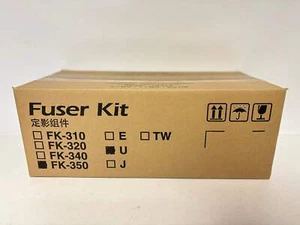 Fuser Kit
定影组件
FK-310 E TW
FK-320 U
FK-340 J
FK-350